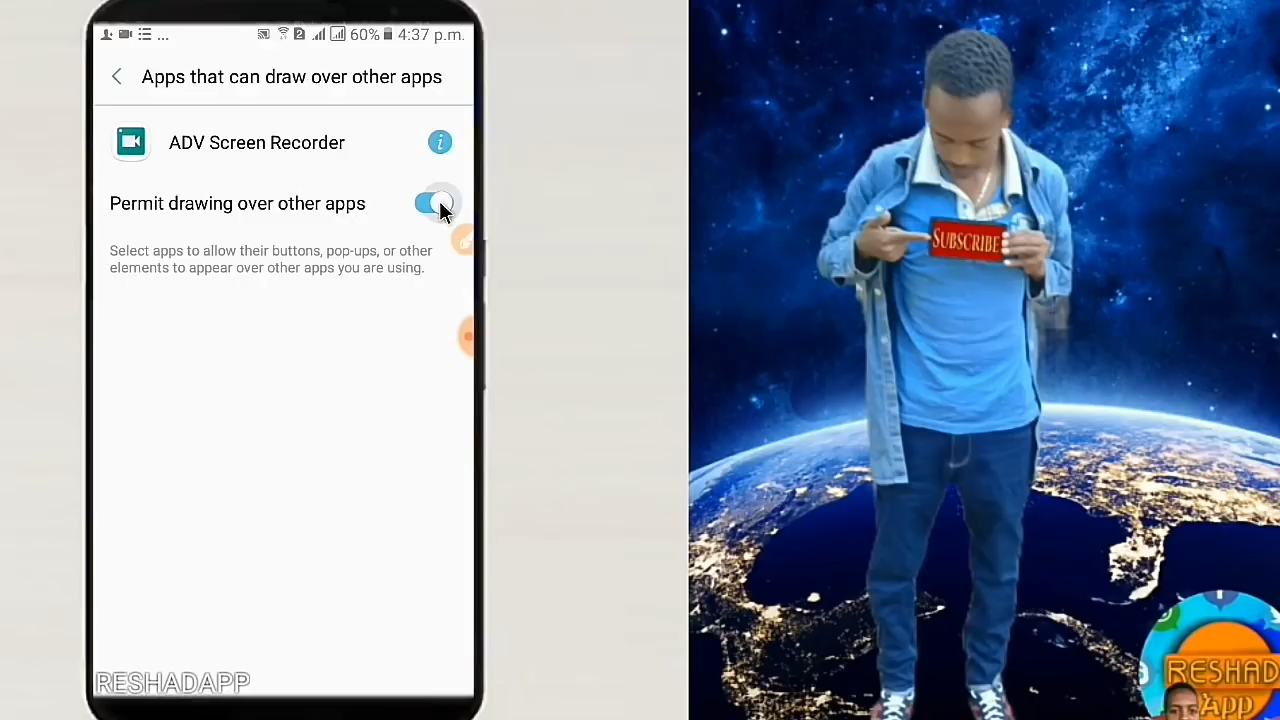 ... 2 60% 4:37 p.m.
Apps that can draw over other apps
ADV Screen Recorder
i
Permit drawing over other apps
Select apps to allow their buttons, pop-ups, or other
elements to appear over other apps you are using.
RESHADAPP
SUBSCRIBE
RESHAD
App